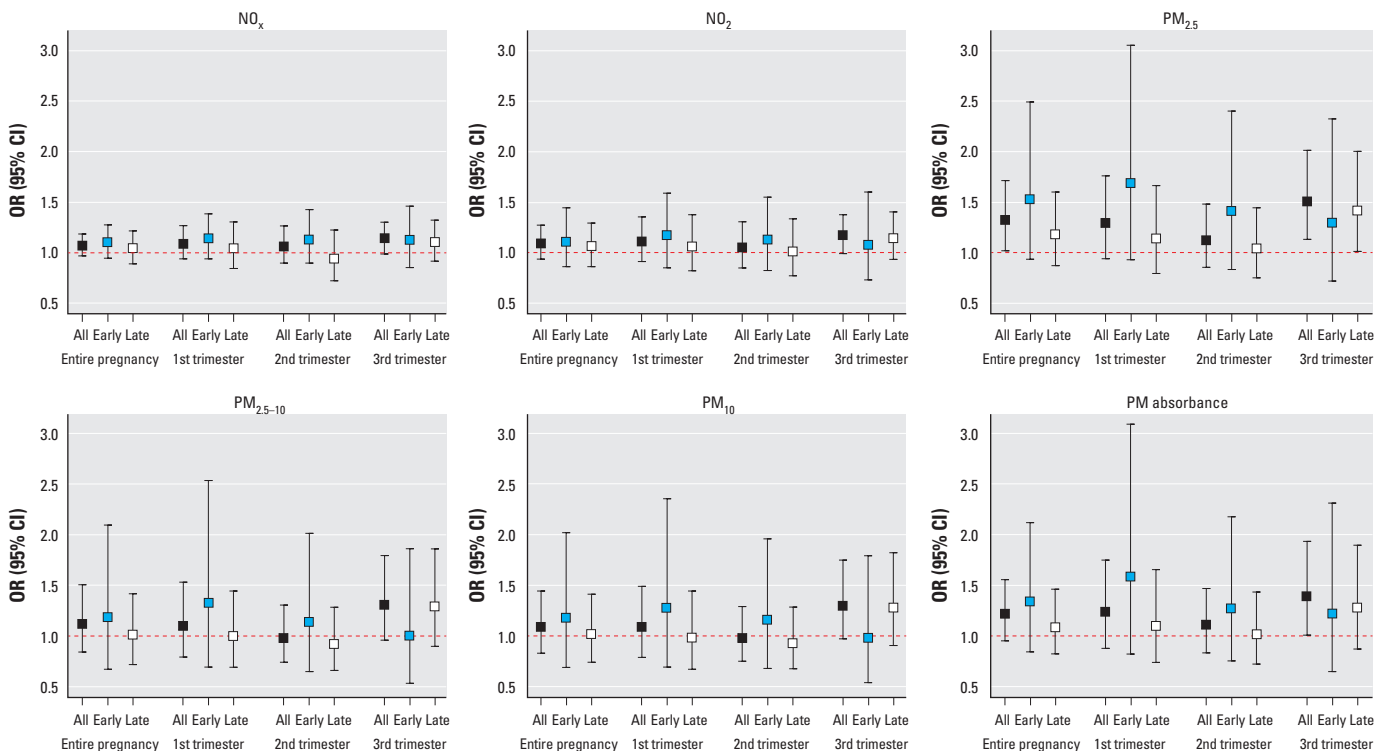 NOx
NO2
PM2.5
3.0
2.5
2.0
1.5
1.0
0.5
OR (95% CI)
All Early Late All Early Late All Early Late All Early Late
Entire pregnancy 1st trimester 2nd trimester 3rd trimester
3.0
2.5
2.0
1.5
1.0
0.5
OR (95% CI)
All Early Late All Early Late All Early Late All Early Late
Entire pregnancy 1st trimester 2nd trimester 3rd trimester
3.0
2.5
2.0
1.5
1.0
0.5
OR (95% CI)
All Early Late All Early Late All Early Late All Early Late
Entire pregnancy 1st trimester 2nd trimester 3rd trimester
PM2.5–10
PM10
PM absorbance
3.0
2.5
2.0
1.5
1.0
0.5
OR (95% CI)
All Early Late All Early Late All Early Late All Early Late
Entire pregnancy 1st trimester 2nd trimester 3rd trimester
3.0
2.5
2.0
1.5
1.0
0.5
OR (95% CI)
All Early Late All Early Late All Early Late All Early Late
Entire pregnancy 1st trimester 2nd trimester 3rd trimester
3.0
2.5
2.0
1.5
1.0
0.5
OR (95% CI)
All Early Late All Early Late All Early Late All Early Late
Entire pregnancy 1st trimester 2nd trimester 3rd trimester